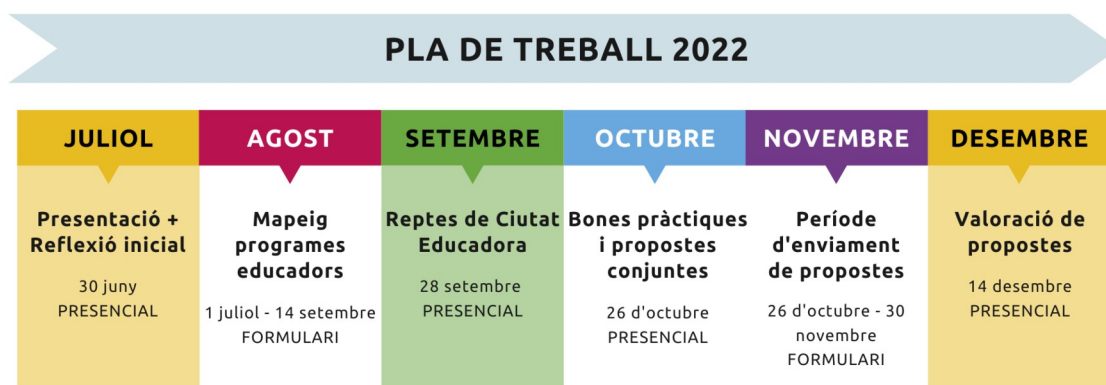 PLA DE TREBALL 2022
JULIOL
Presentació +
Reflexió inicial
30 juny
PRESENCIAL
AGOST
Mapeig
programes
educadors
1 juliol - 14 setembre
FORMULARI
SETEMBRE
Reptes de Ciutat
Educadora
28 setembre
PRESENCIAL
OCTUBRE
Bones pràctiques
i propostes
conjuntes
26 d'octubre
PRESENCIAL
NOVEMBRE
Període
d'enviament
de propostes
26 d'octubre - 30
novembre
FORMULARI
DESEMBRE
Valoració de
propostes
14 desembre
PRESENCIAL